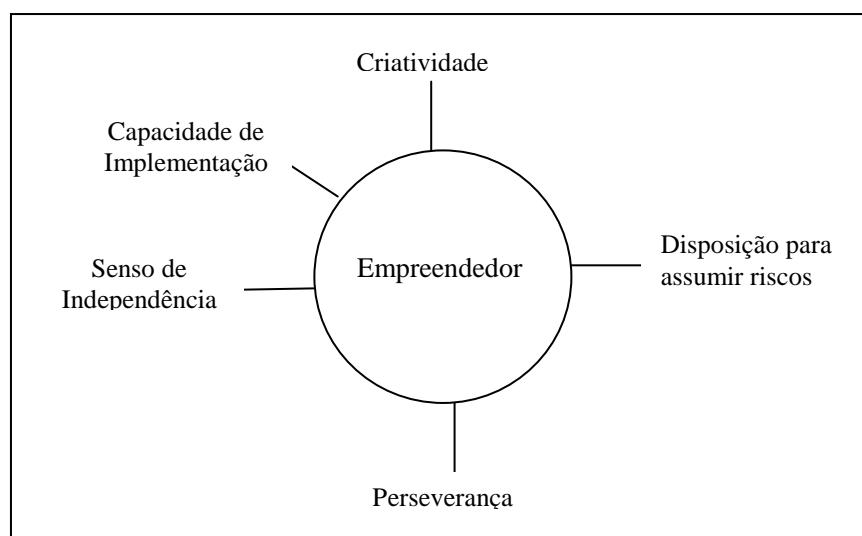 Criatividade
Capacidade de
Implementação
Senso de
Independência
Empreendedor
Disposição para
assumir riscos
Perseverança